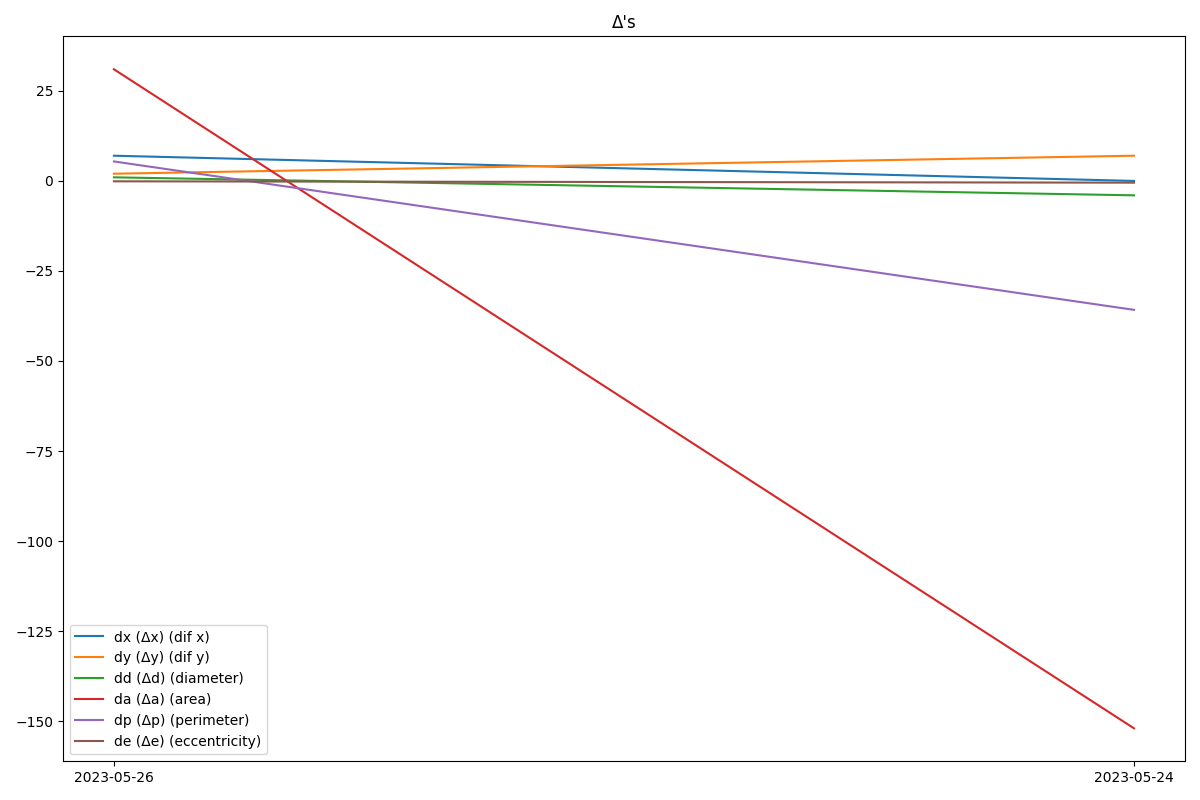 Δ's
25
0
−25
−50
−75
−100
−125
−150
dx (Δx) (dif x)
dy (Δy) (dif y)
dd (Δd) (diameter)
da (Δa) (area)
dp (Δp) (perimeter)
de (Δe) (eccentricity)
2023-05-26
2023-05-24